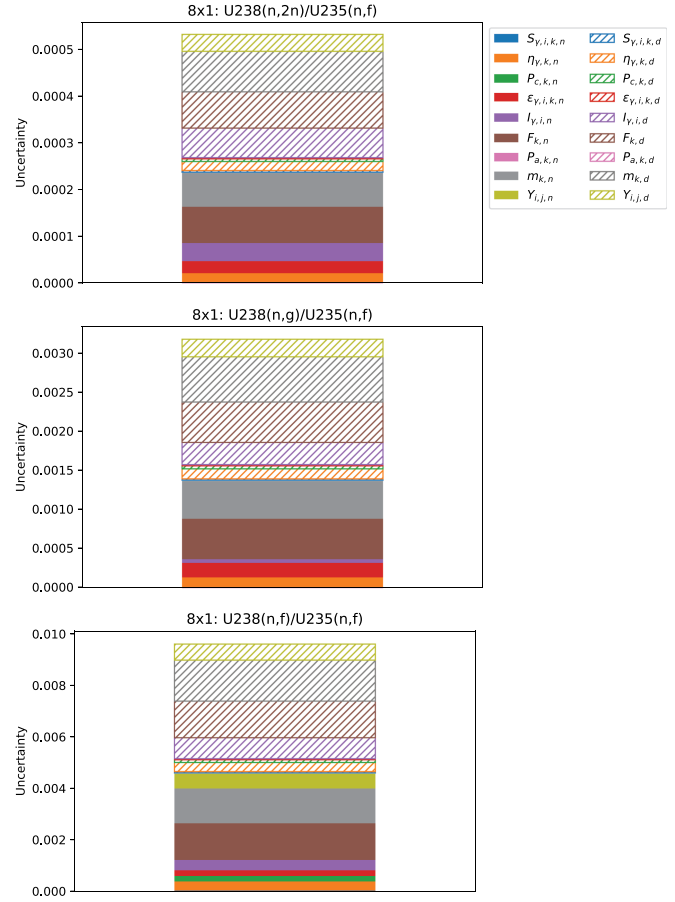 8x1: U238(n,2n)/U235(n,f)
Uncertainty
0.0005
0.0004
0.0003
0.0002
0.0001
0.0000
S_{γ,i,k,n} S_{γ,i,k,d}
η_{γ,k,n} η_{γ,k,d}
P_{c,k,n} P_{c,k,d}
ε_{γ,i,k,n} ε_{γ,i,k,d}
I_{γ,i,n} I_{γ,i,d}
F_{k,n} F_{k,d}
P_{a,k,n} P_{a,k,d}
m_{k,n} m_{k,d}
Y_{i,j,n} Y_{i,j,d}
8x1: U238(n,g)/U235(n,f)
Uncertainty
0.0030
0.0025
0.0020
0.0015
0.0010
0.0005
0.0000
8x1: U238(n,f)/U235(n,f)
Uncertainty
0.010
0.008
0.006
0.004
0.002
0.000